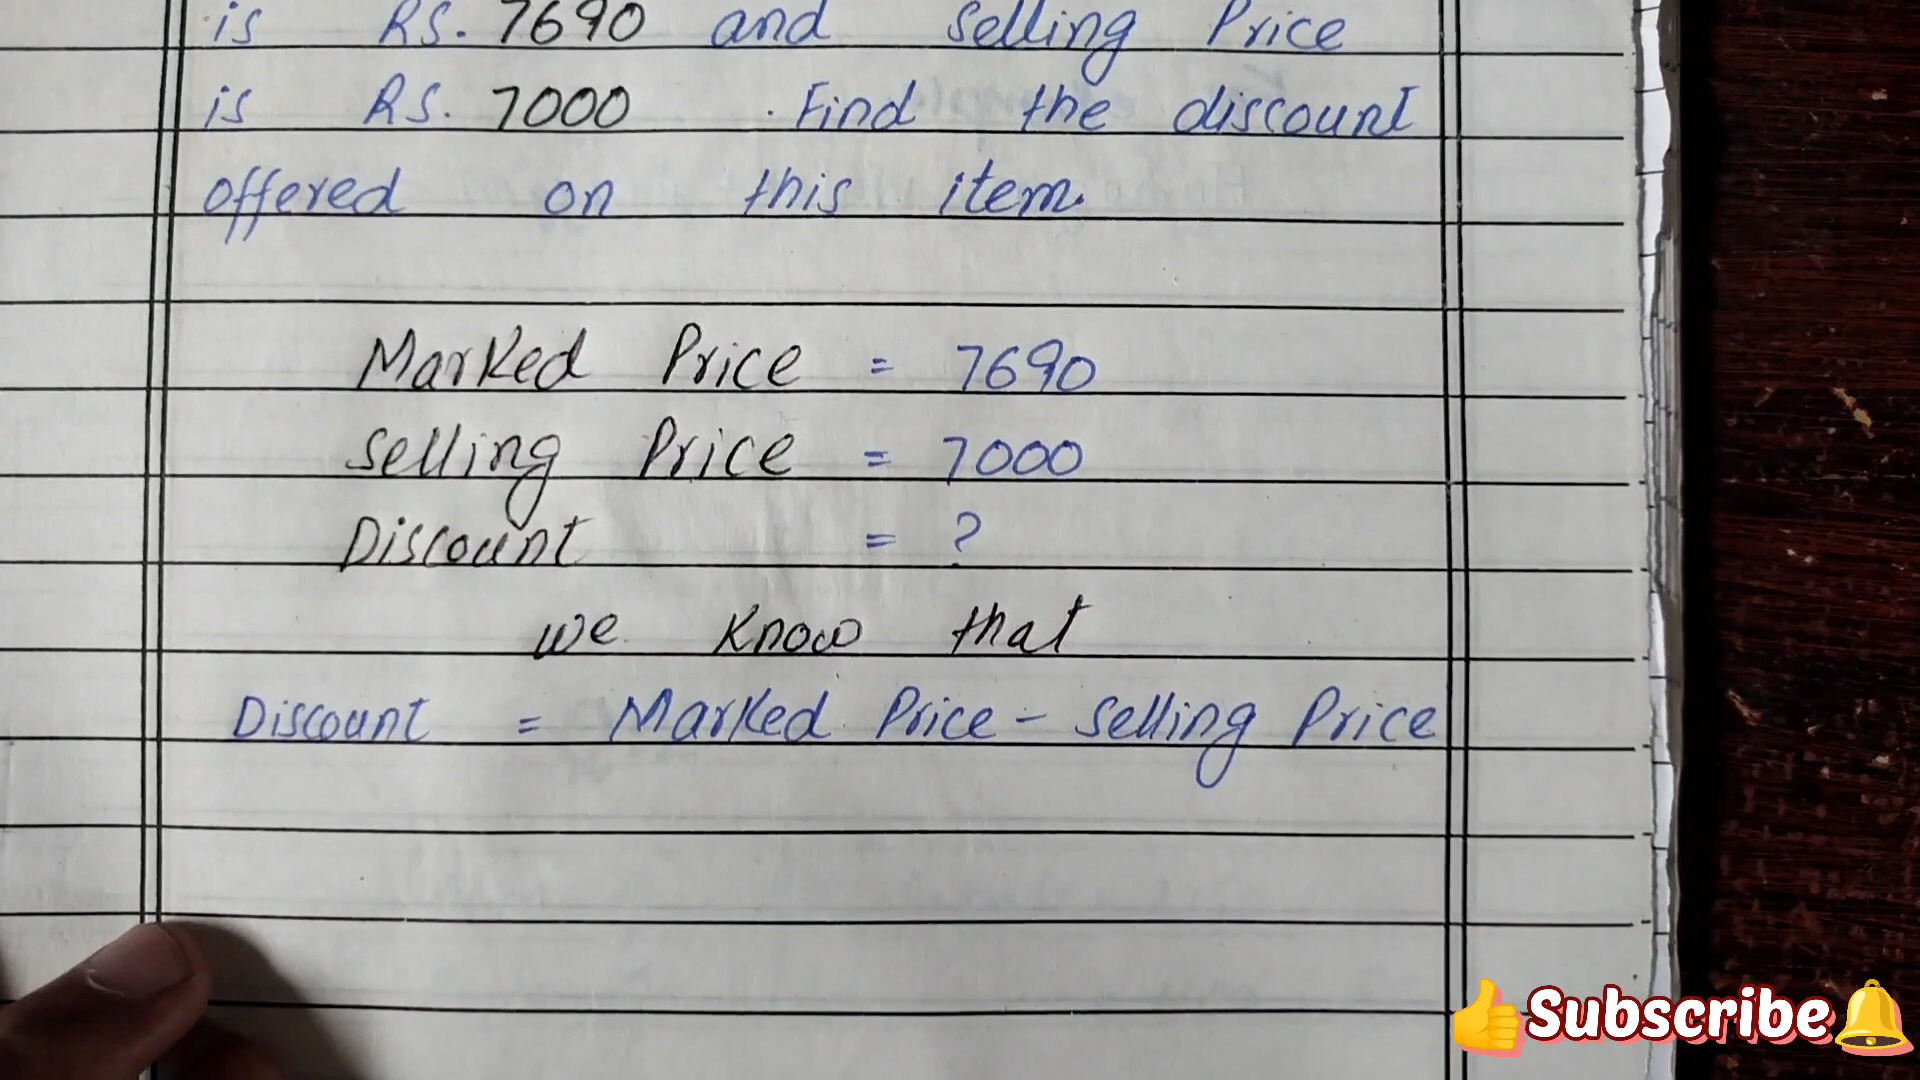 is Rs. 7690 and selling Price
is Rs. 7000 . Find the discount
offered on this item.
Marked Price = 7690
Selling Price = 7000
Discount = ?
we know that
Discount = Marked Price - Selling Price
Subscribe